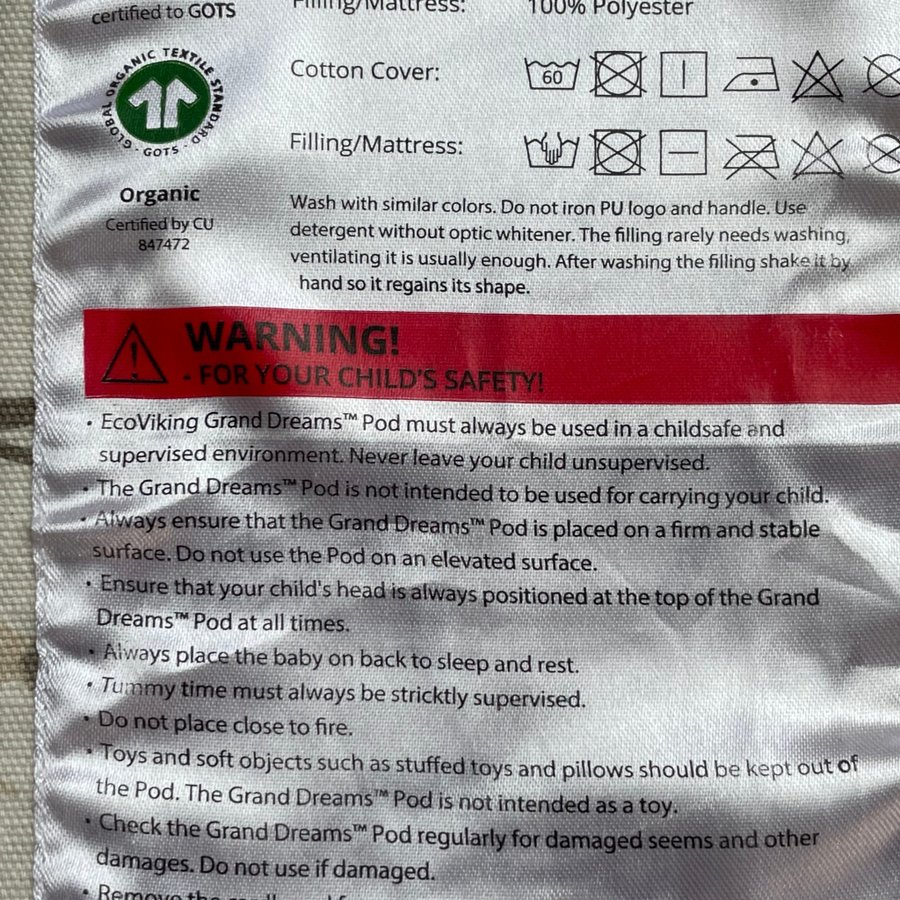 certified to GOTS
Filling/Mattress: 100% Polyester
GLOBAL ORGANIC TEXTILE STANDARD · GOTS ·
Cotton Cover: 60
Filling/Mattress:
Organic
Certified by CU
847472
Wash with similar colors. Do not iron PU logo and handle. Use
detergent without optic whitener. The filling rarely needs washing,
ventilating it is usually enough. After washing the filling shake it by
hand so it regains its shape.
WARNING!
- FOR YOUR CHILD'S SAFETY!
• EcoViking Grand Dreams™ Pod must always be used in a childsafe and
supervised environment. Never leave your child unsupervised.
• The Grand Dreams™ Pod is not intended to be used for carrying your child.
• Always ensure that the Grand Dreams™ Pod is placed on a firm and stable
surface. Do not use the Pod on an elevated surface.
• Ensure that your child's head is always positioned at the top of the Grand
Dreams™ Pod at all times.
• Always place the baby on back to sleep and rest.
• Tummy time must always be stricktly supervised.
• Do not place close to fire.
• Toys and soft objects such as stuffed toys and pillows should be kept out of
the Pod. The Grand Dreams™ Pod is not intended as a toy.
• Check the Grand Dreams™ Pod regularly for damaged seems and other
damages. Do not use if damaged.
• Remove the